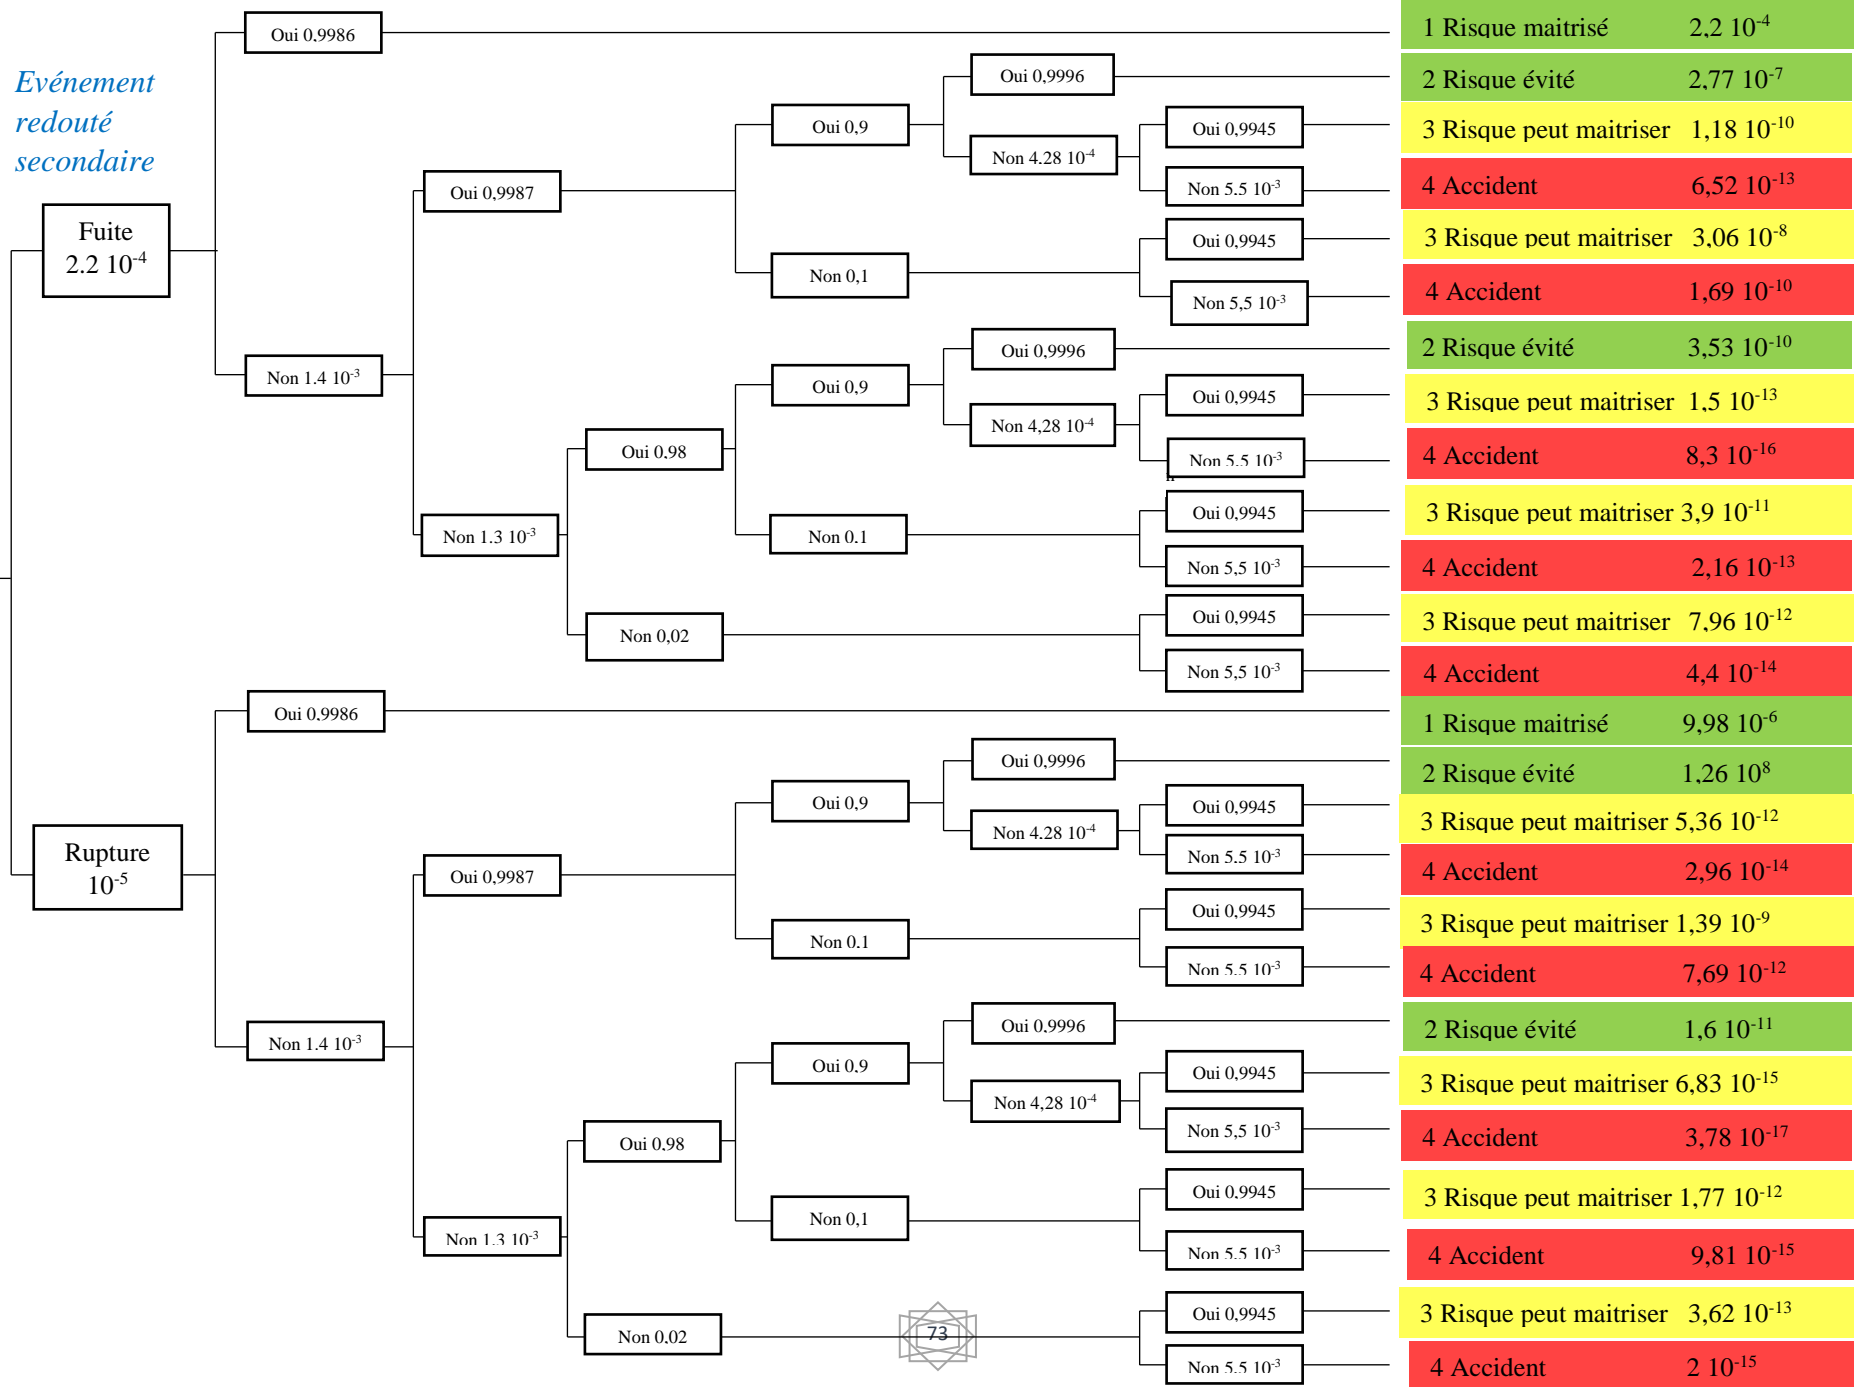 Evénement
redouté
secondaire
Fuite
2.2 10⁻⁴
Rupture
10⁻⁵
Oui 0,9986
Non 1.4 10⁻³
Oui 0,9987
Non 1.3 10⁻³
Oui 0,98
Non 0,02
Oui 0,9
Non 0,1
Oui 0,9
Non 0.1
Oui 0,9996
Non 4.28 10⁻⁴
Oui 0,9996
Non 4,28 10⁻⁴
Oui 0,9945
Non 5.5 10⁻³
Oui 0,9945
Non 5,5 10⁻³
Oui 0,9945
Non 5.5 10⁻³
Oui 0,9945
Non 5,5 10⁻³
Oui 0,9945
Non 5,5 10⁻³
Oui 0,9986
Non 1.4 10⁻³
Oui 0,9987
Non 1.3 10⁻³
Oui 0,98
Non 0,02
Oui 0,9
Non 0.1
Oui 0,9
Non 0,1
Oui 0,9996
Non 4.28 10⁻⁴
Oui 0,9996
Non 4,28 10⁻⁴
Oui 0,9945
Non 5.5 10⁻³
Oui 0,9945
Non 5.5 10⁻³
Oui 0,9945
Non 5,5 10⁻³
Oui 0,9945
Non 5.5 10⁻³
Oui 0,9945
Non 5.5 10⁻³
1 Risque maitrisé 2,2 10⁻⁴
2 Risque évité 2,77 10⁻⁷
3 Risque peut maitriser 1,18 10⁻¹⁰
4 Accident 6,52 10⁻¹³
3 Risque peut maitriser 3,06 10⁻⁸
4 Accident 1,69 10⁻¹⁰
2 Risque évité 3,53 10⁻¹⁰
3 Risque peut maitriser 1,5 10⁻¹³
4 Accident 8,3 10⁻¹⁶
3 Risque peut maitriser 3,9 10⁻¹¹
4 Accident 2,16 10⁻¹³
3 Risque peut maitriser 7,96 10⁻¹²
4 Accident 4,4 10⁻¹⁴
1 Risque maitrisé 9,98 10⁻⁶
2 Risque évité 1,26 10⁸
3 Risque peut maitriser 5,36 10⁻¹²
4 Accident 2,96 10⁻¹⁴
3 Risque peut maitriser 1,39 10⁻⁹
4 Accident 7,69 10⁻¹²
2 Risque évité 1,6 10⁻¹¹
3 Risque peut maitriser 6,83 10⁻¹⁵
4 Accident 3,78 10⁻¹⁷
3 Risque peut maitriser 1,77 10⁻¹²
4 Accident 9,81 10⁻¹⁵
3 Risque peut maitriser 3,62 10⁻¹³
4 Accident 2 10⁻¹⁵
73